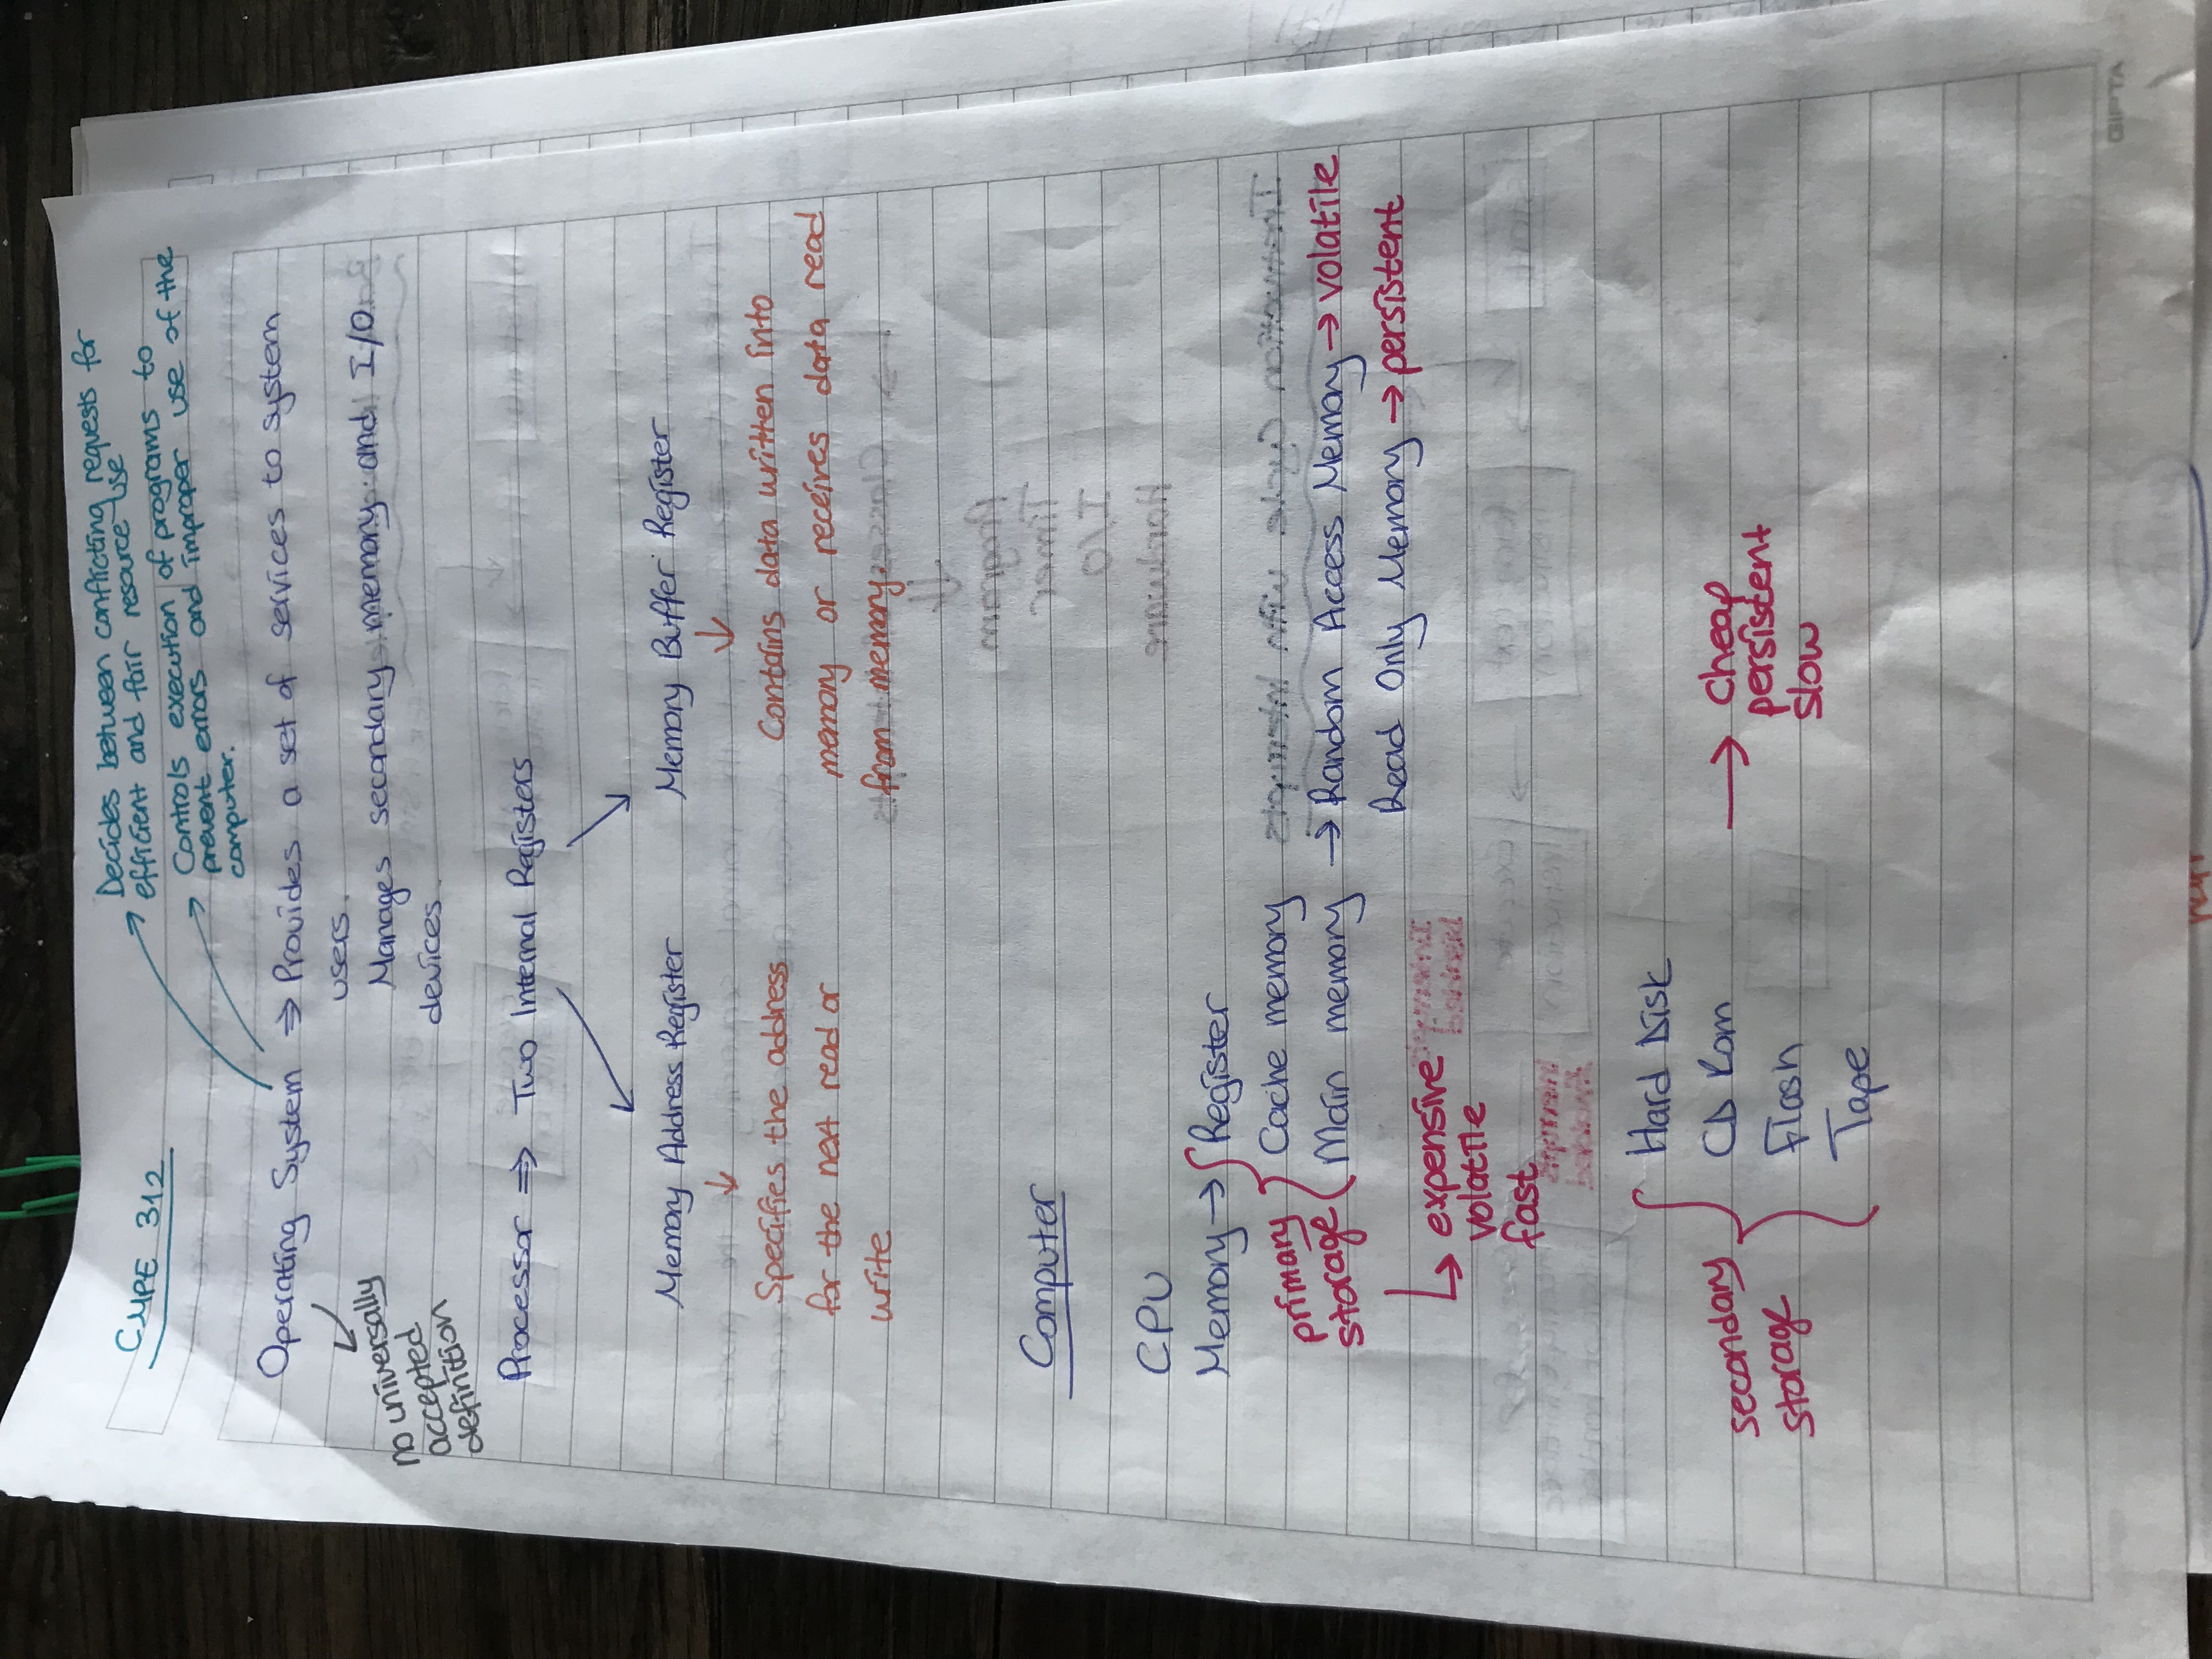 CMPE 312
Decides between conflicting requests for
efficient and fair resource use
Controls execution of programs to
prevent errors and improper use of the
computer.
Operating System ⇒ Provides a set of services to system
users.
Manages secondary memory and I/O
devices.
no universally
accepted
definition
Processor ⇒ Two Internal Registers
Memory Address Register
Memory Buffer Register
Specifies the address
for the next read or
write
Contains data written into
memory or receives data read
from memory.
Computer
CPU
Memory → Register
Cache memory
Main memory → Random Access Memory → volatile
Read Only Memory → persistent
primary
storage
expensive
volatile
fast
Hard Disk
CD Rom
Flash
Tape
secondary
storage
→ Cheap
persistent
slow
GIPTA